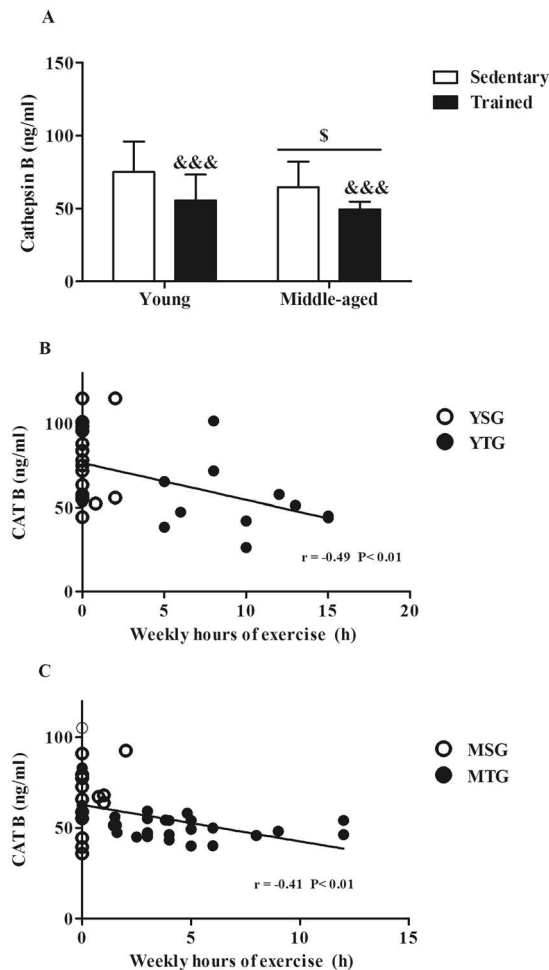 A
Sedentary
Trained
Cathepsin B (ng/ml)
150
100
50
0
&&&
$
&&&
Young
Middle-aged
B
YSG
YTG
CAT B (ng/ml)
100
50
0
r = -0.49 P< 0.01
0
5
10
15
20
Weekly hours of exercise (h)
C
MSG
MTG
CAT B (ng/ml)
100
50
0
r = -0.41 P< 0.01
0
5
10
15
Weekly hours of exercise (h)